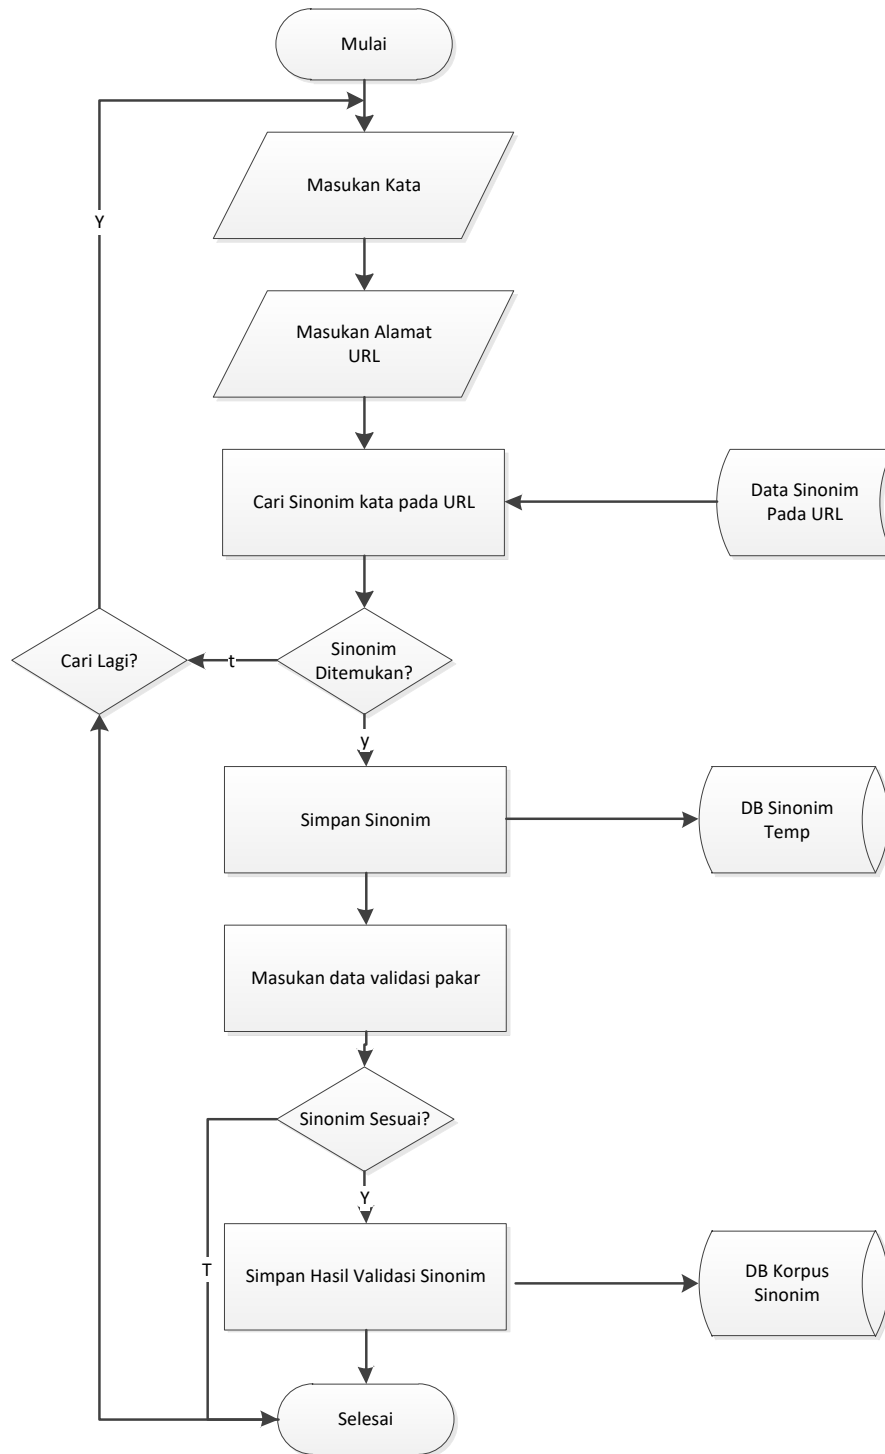 Mulai
Y
Masukan Kata
Masukan Alamat
URL
Cari Sinonim kata pada URL
Data Sinonim
Pada URL
Cari Lagi?
t
Sinonim
Ditemukan?
y
Simpan Sinonim
DB Sinonim
Temp
Masukan data validasi pakar
Sinonim Sesuai?
Y
T
Simpan Hasil Validasi Sinonim
DB Korpus
Sinonim
Selesai